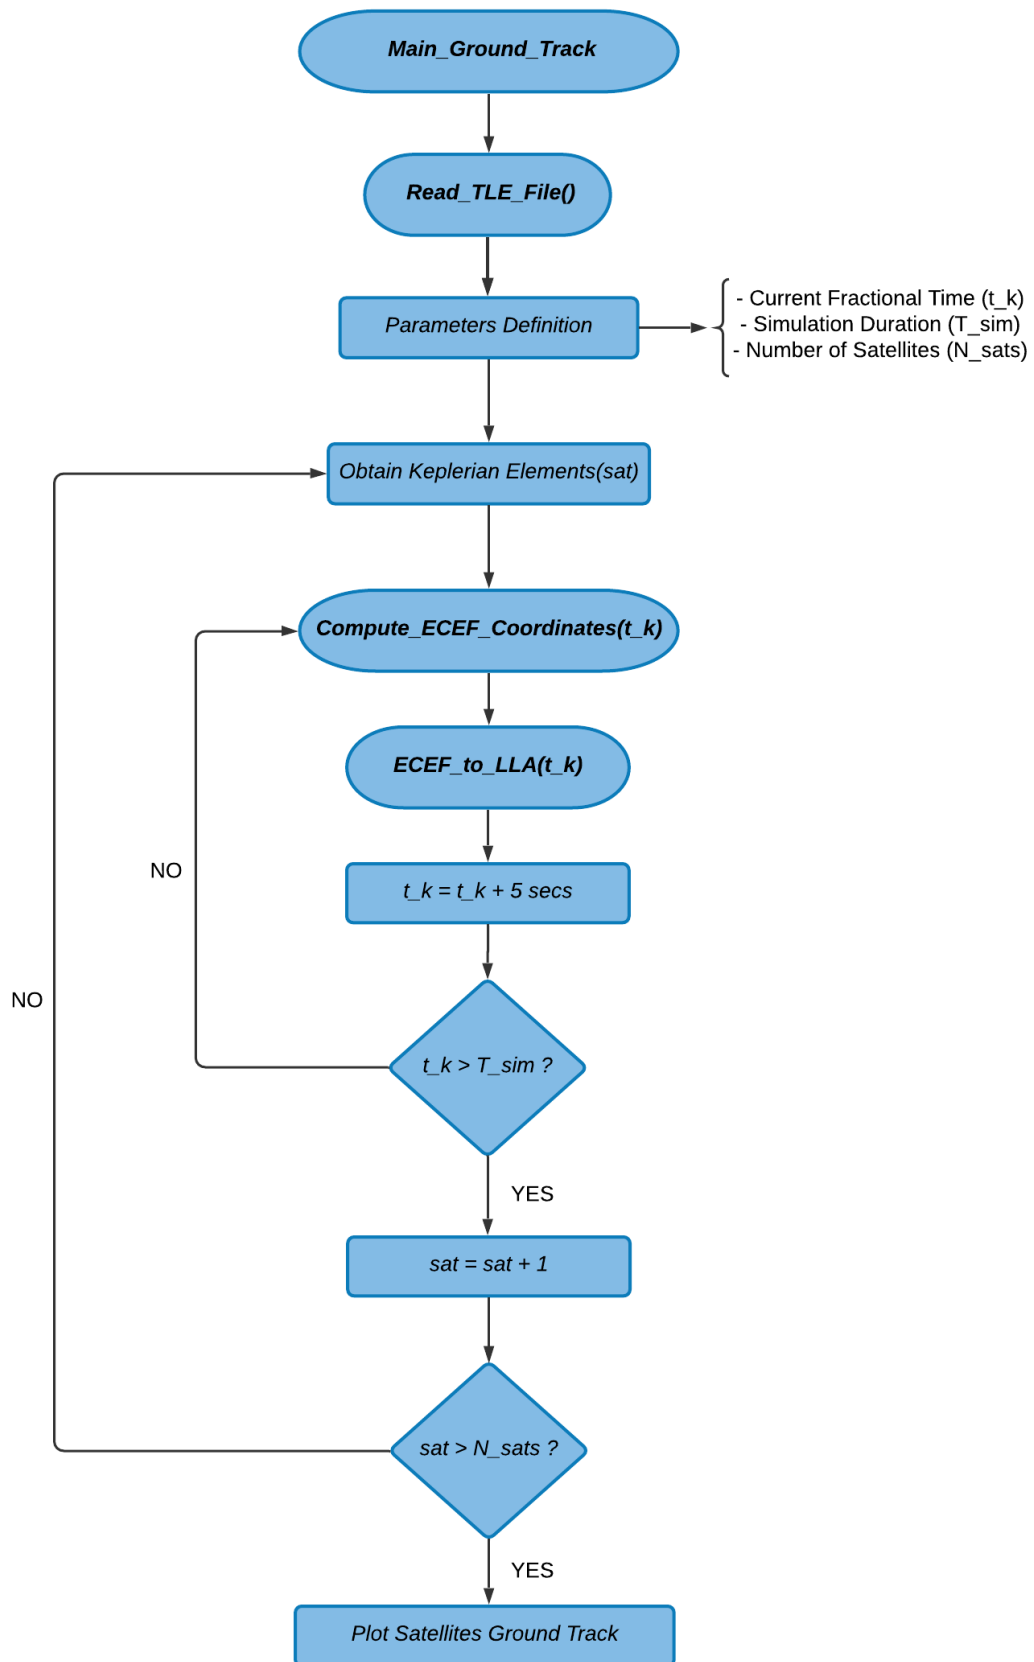 Main_Ground_Track
Read_TLE_File()
Parameters Definition
- Current Fractional Time (t_k)
- Simulation Duration (T_sim)
- Number of Satellites (N_sats)
Obtain Keplerian Elements(sat)
Compute_ECEF_Coordinates(t_k)
ECEF_to_LLA(t_k)
NO
t_k = t_k + 5 secs
NO
t_k > T_sim ?
YES
sat = sat + 1
sat > N_sats ?
YES
Plot Satellites Ground Track